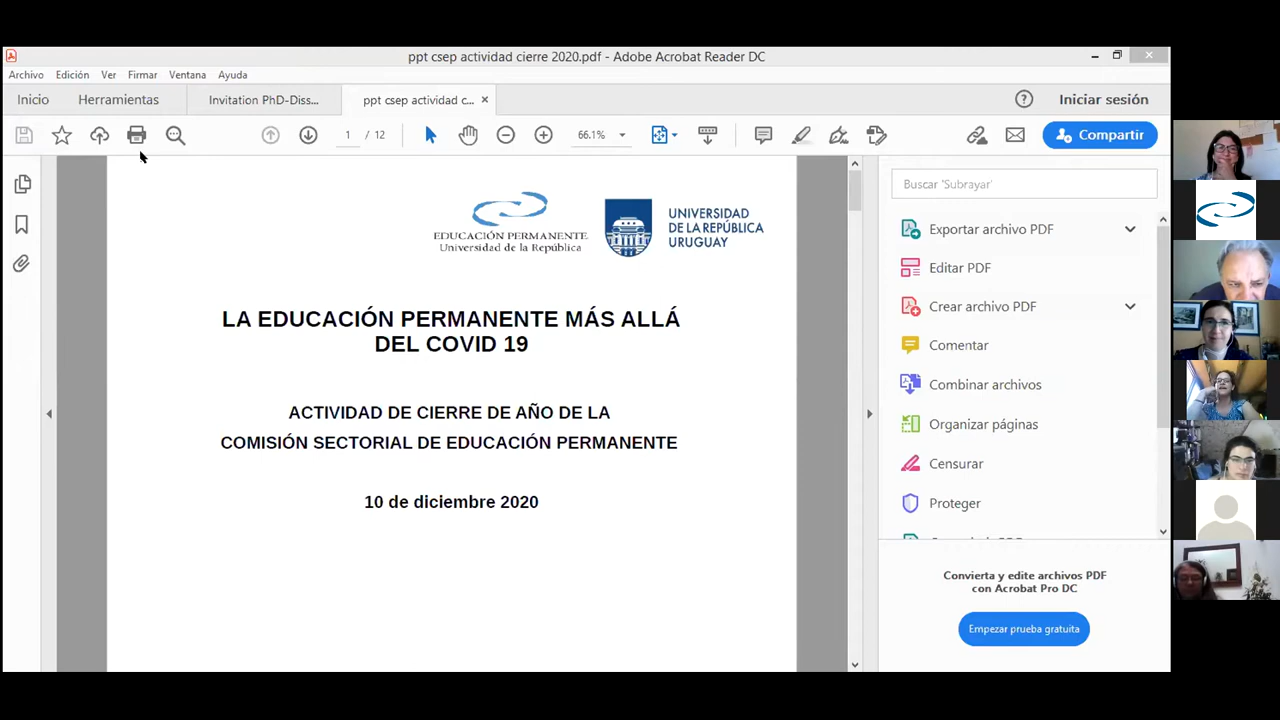 ppt csep actividad cierre 2020.pdf - Adobe Acrobat Reader DC
Archivo Edición Ver Firmar Ventana Ayuda
Inicio Herramientas Invitation PhD-Diss... ppt csep actividad c... × Iniciar sesión
1 / 12 66.1% Compartir
EDUCACIÓN PERMANENTE
Universidad de la República
UNIVERSIDAD
DE LA REPÚBLICA
URUGUAY
LA EDUCACIÓN PERMANENTE MÁS ALLÁ
DEL COVID 19
ACTIVIDAD DE CIERRE DE AÑO DE LA
COMISIÓN SECTORIAL DE EDUCACIÓN PERMANENTE
10 de diciembre 2020
Buscar 'Subrayar'
Exportar archivo PDF
Editar PDF
Crear archivo PDF
Comentar
Combinar archivos
Organizar páginas
Censurar
Proteger
Convierta y edite archivos PDF
con Acrobat Pro DC
Empezar prueba gratuita